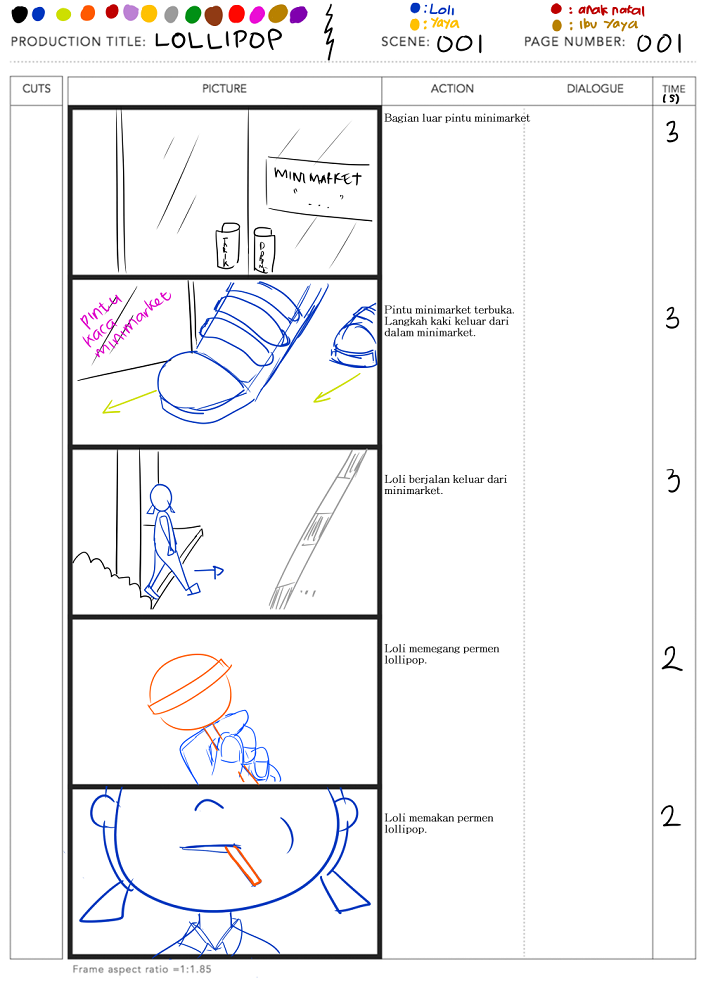 : Loli
: Yaya
: anak natal
: ibu Yaya
PRODUCTION TITLE: LOLLIPOP
SCENE: 001
PAGE NUMBER: 001
CUTS
PICTURE
ACTION
DIALOGUE
TIME
(S)
MINIMARKET
" ... "
TARIK
Bagian luar pintu minimarket
3
pintu
kaca
minimarket
Pintu minimarket terbuka.
Langkah kaki keluar dari
dalam minimarket.
3
...
Loli berjalan keluar dari
minimarket.
3
Loli memegang permen
lollipop.
2
Loli memakan permen
lollipop.
2
Frame aspect ratio =1:1.85